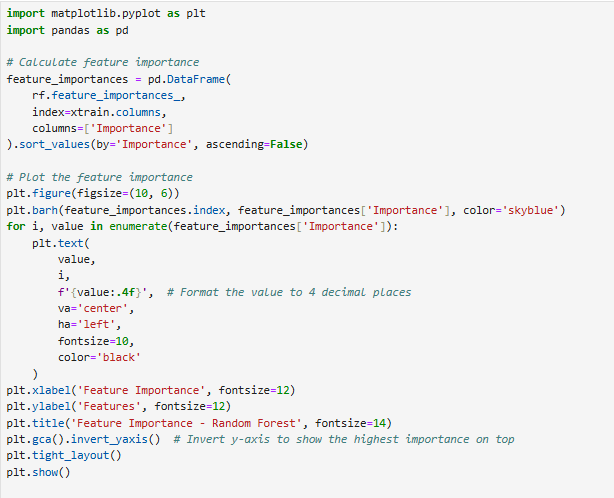 import matplotlib.pyplot as plt
import pandas as pd

# Calculate feature importance
feature_importances = pd.DataFrame(
    rf.feature_importances_,
    index=xtrain.columns,
    columns=['Importance']
).sort_values(by='Importance', ascending=False)

# Plot the feature importance
plt.figure(figsize=(10, 6))
plt.barh(feature_importances.index, feature_importances['Importance'], color='skyblue')
for i, value in enumerate(feature_importances['Importance']):
    plt.text(
        value,
        i,
        f'{value:.4f}',  # Format the value to 4 decimal places
        va='center',
        ha='left',
        fontsize=10,
        color='black'
    )
plt.xlabel('Feature Importance', fontsize=12)
plt.ylabel('Features', fontsize=12)
plt.title('Feature Importance - Random Forest', fontsize=14)
plt.gca().invert_yaxis()  # Invert y-axis to show the highest importance on top
plt.tight_layout()
plt.show()